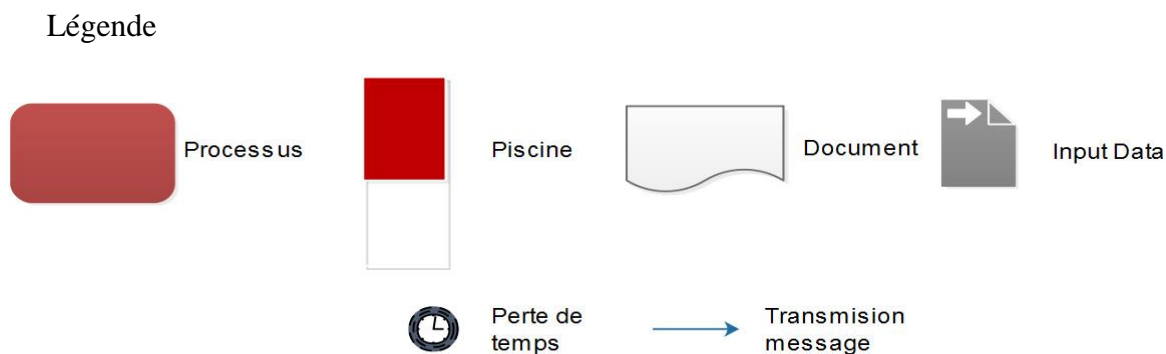 Légende
Processus
Piscine
Document
Input Data
Perte de
temps
Transmision
message